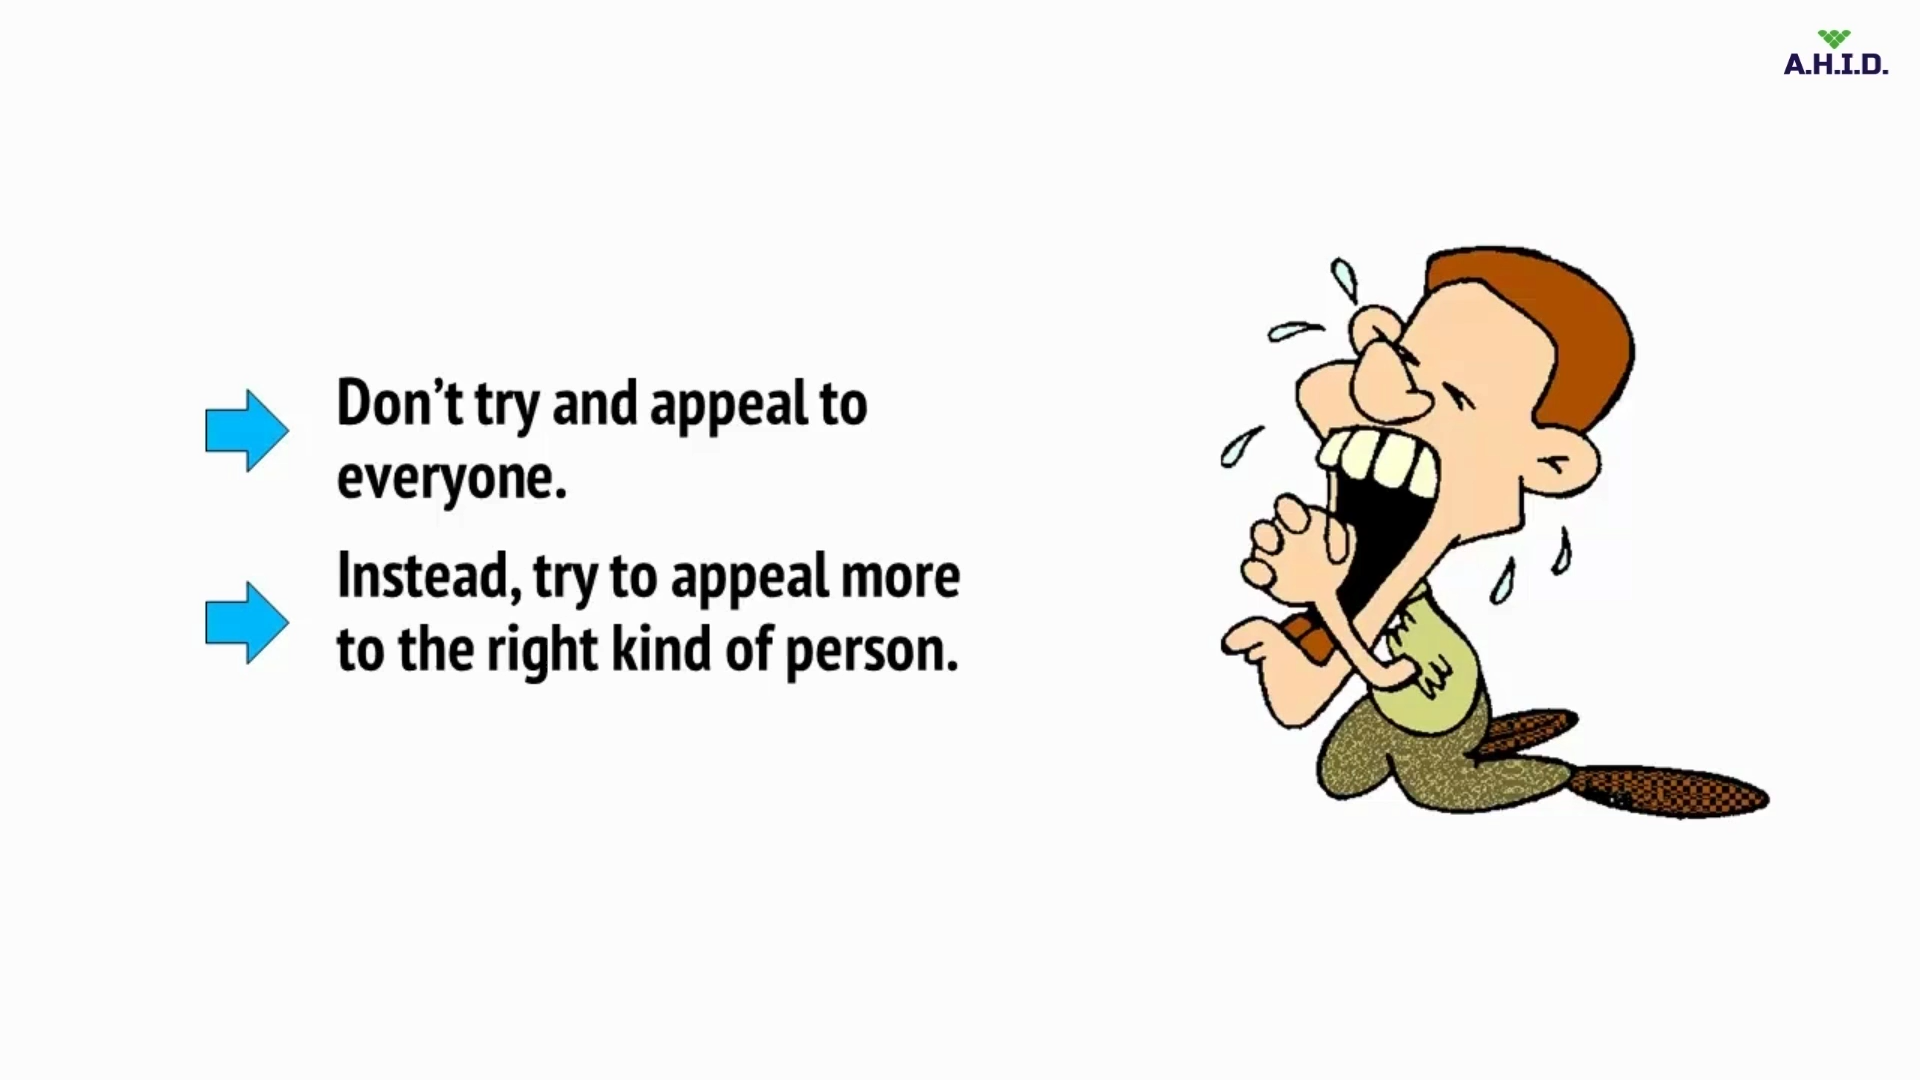 A.H.I.D.
Don't try and appeal to
everyone.
Instead, try to appeal more
to the right kind of person.